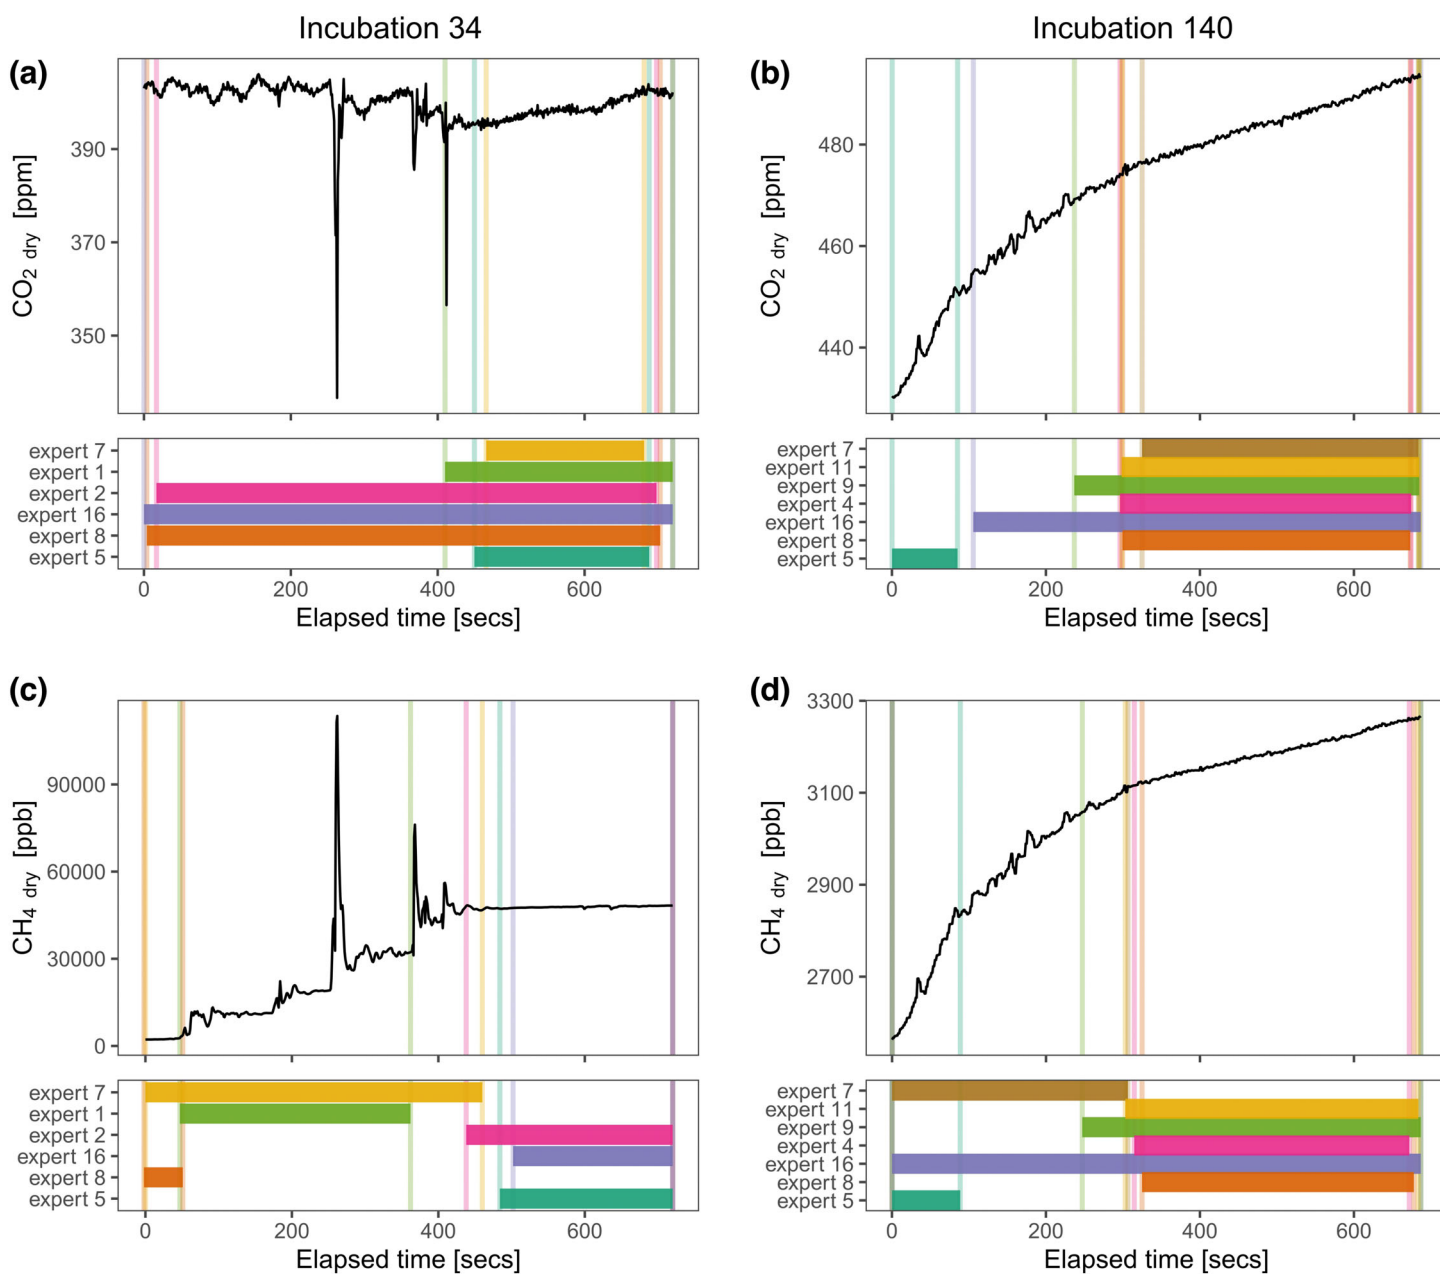 Incubation 34
Incubation 140
(a)
CO2 dry [ppm]
390
370
350
expert 7
expert 1
expert 2
expert 16
expert 8
expert 5
0 200 400 600
Elapsed time [secs]
(b)
CO2 dry [ppm]
480
460
440
expert 7
expert 11
expert 9
expert 4
expert 16
expert 8
expert 5
0 200 400 600
Elapsed time [secs]
(c)
CH4 dry [ppb]
90000
60000
30000
0
expert 7
expert 1
expert 2
expert 16
expert 8
expert 5
0 200 400 600
Elapsed time [secs]
(d)
CH4 dry [ppb]
3300
3100
2900
2700
expert 7
expert 11
expert 9
expert 4
expert 16
expert 8
expert 5
0 200 400 600
Elapsed time [secs]